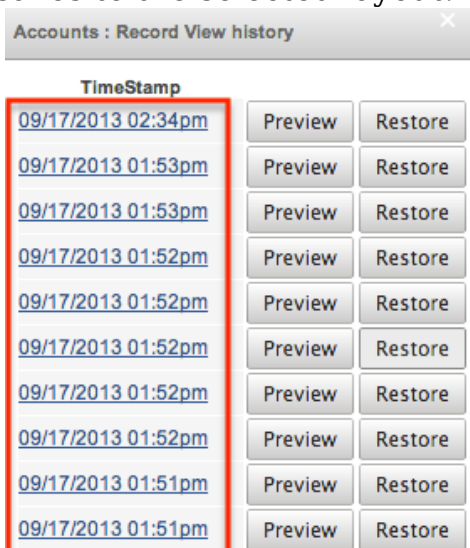 Accounts : Record View history
TimeStamp
09/17/2013 02:34pm Preview Restore
09/17/2013 01:53pm Preview Restore
09/17/2013 01:53pm Preview Restore
09/17/2013 01:52pm Preview Restore
09/17/2013 01:52pm Preview Restore
09/17/2013 01:52pm Preview Restore
09/17/2013 01:52pm Preview Restore
09/17/2013 01:52pm Preview Restore
09/17/2013 01:51pm Preview Restore
09/17/2013 01:51pm Preview Restore